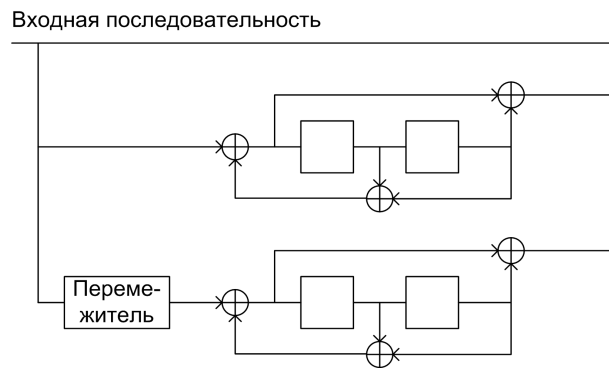 Входная последовательность
Переме-
житель